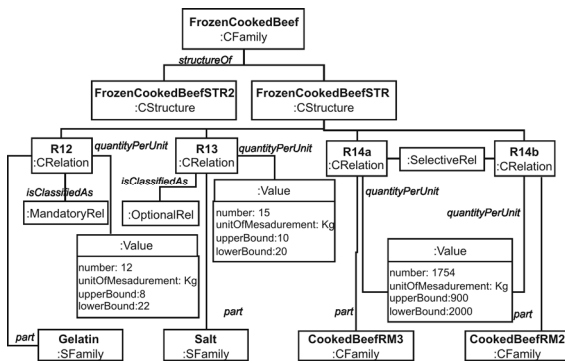 FrozenCookedBeef
:CFamily
structureOf
FrozenCookedBeefSTR2
:CStructure
FrozenCookedBeefSTR
:CStructure
R12
:CRelation
quantityPerUnit
R13
:CRelation
quantityPerUnit
R14a
:CRelation
:SelectiveRel
R14b
:CRelation
isClassifiedAs
isClassifiedAs
quantityPerUnit
quantityPerUnit
:MandatoryRel
:OptionalRel
:Value
number: 15
unitOfMesadurement: Kg
upperBound:10
lowerBound:20
:Value
number: 12
unitOfMesadurement: Kg
upperBound:8
lowerBound:22
:Value
number: 1754
unitOfMesadurement: Kg
upperBound:900
lowerBound:2000
part
part
part
part
Gelatin
:SFamily
Salt
:SFamily
CookedBeefRM3
:CFamily
CookedBeefRM2
:CFamily